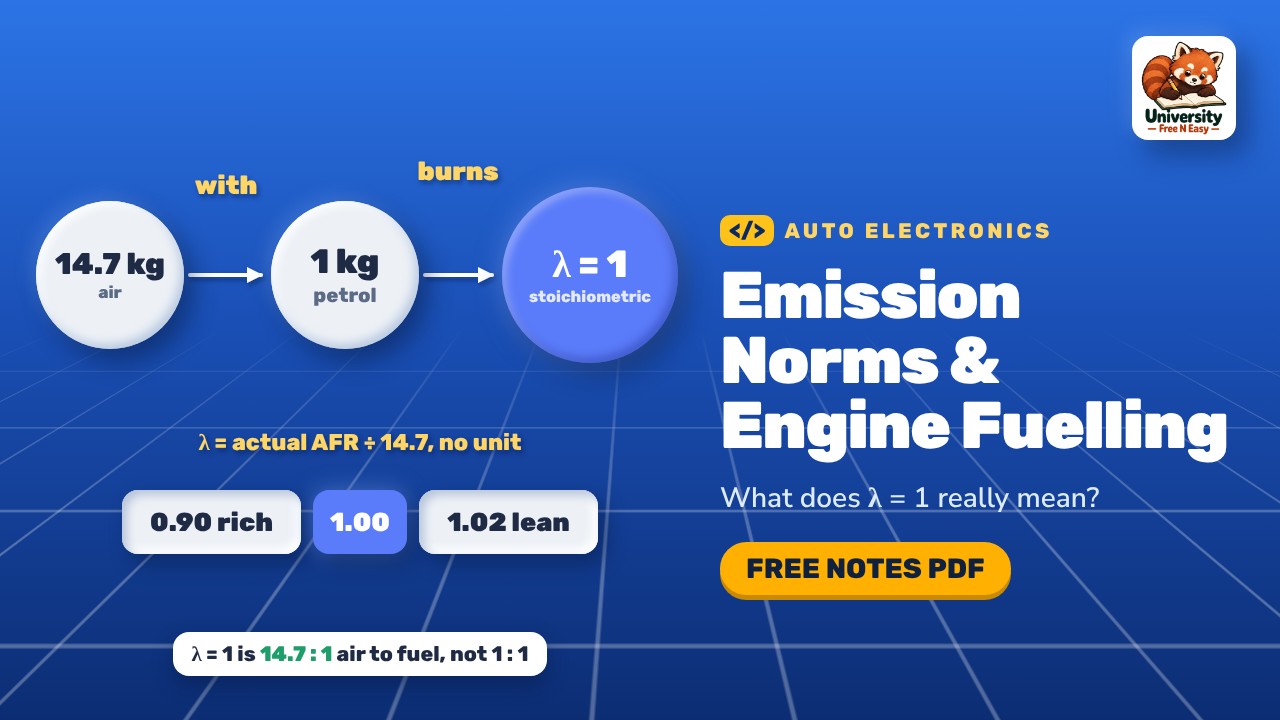 University
Free N Easy
with
burns
14.7 kg
air
1 kg
petrol
λ = 1
stoichiometric
λ = actual AFR ÷ 14.7, no unit
0.90 rich
1.00
1.02 lean
λ = 1 is 14.7 : 1 air to fuel, not 1 : 1
</> AUTO ELECTRONICS
Emission
Norms &
Engine Fuelling
What does λ = 1 really mean?
FREE NOTES PDF